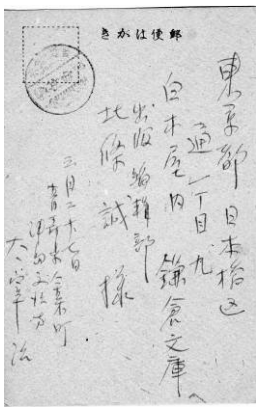 きがは便郵
東京都日本橋区
通一丁目九
白木屋内 鎌倉文庫
出版編輯部
北條誠様
三月二十七日
青森県金木町
津島文治方
太宰治